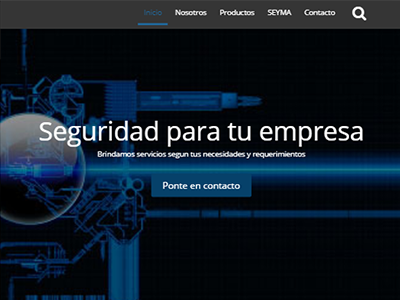 Inicio Nosotros Productos SEYMA Contacto
Seguridad para tu empresa
Brindamos servicios segun tus necesidades y requerimientos
Ponte en contacto